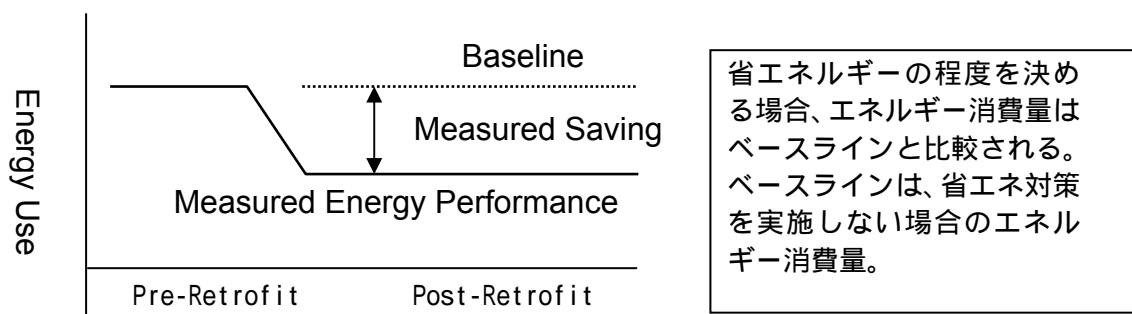 Energy Use
Baseline
Measured Saving
Measured Energy Performance
Pre-Retrofit
Post-Retrofit
省エネルギーの程度を決め
る場合、エネルギー消費量は
ベースラインと比較される。
ベースラインは、省エネ対策
を実施しない場合のエネル
ギー消費量。